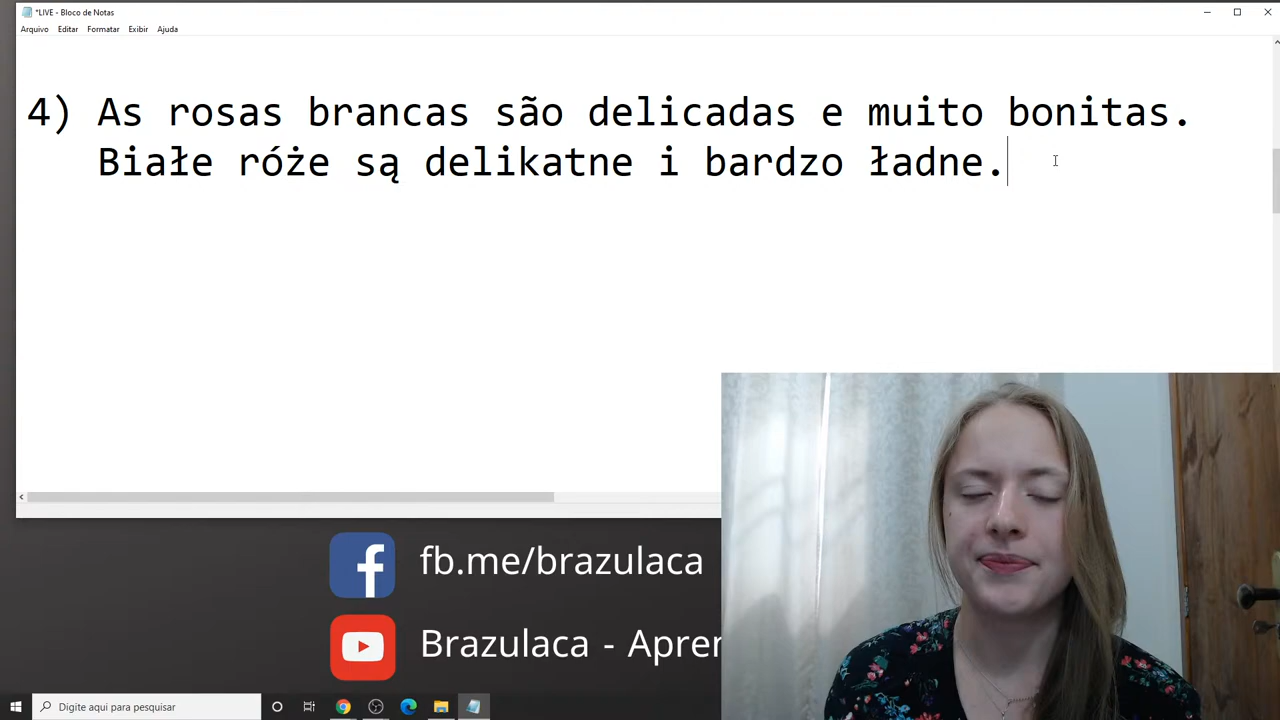 *LIVE - Bloco de Notas
Arquivo Editar Formatar Exibir Ajuda
4) As rosas brancas são delicadas e muito bonitas.
Białe róże są delikatne i bardzo ładne.
fb.me/brazulaca
Brazulaca - Apren
Digite aqui para pesquisar